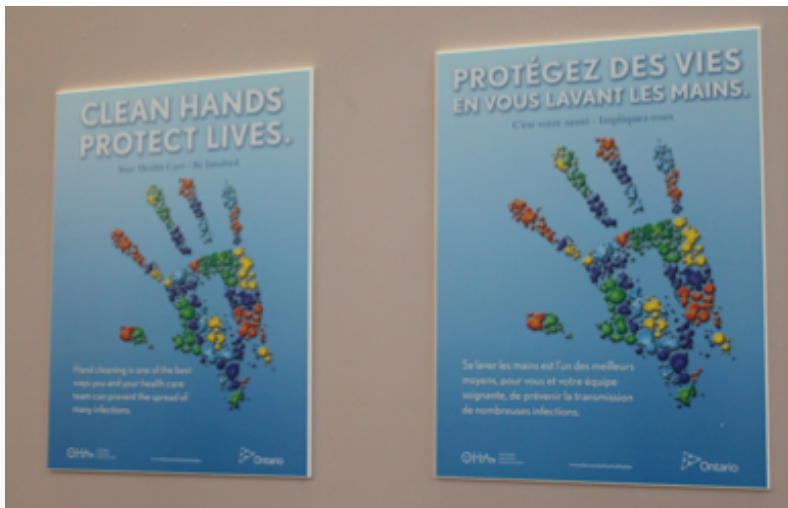 CLEAN HANDS
PROTECT LIVES.
Your Health Care - Be Involved
Hand cleaning is one of the best
ways you and your health care
team can prevent the spread of
many infections.
OHA
Ontario
PROTÉGEZ DES VIES
EN VOUS LAVANT LES MAINS.
C'est votre santé - Impliquez-vous
Se laver les mains est l'un des meilleurs
moyens, pour vous et votre équipe
soignante, de prévenir la transmission
de nombreuses infections.
OHA
Ontario